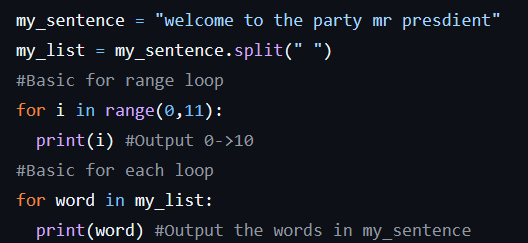 my_sentence = "welcome to the party mr presdient"
my_list = my_sentence.split(" ")
#Basic for range loop
for i in range(0,11):
  print(i) #Output 0->10
#Basic for each loop
for word in my_list:
  print(word) #Output the words in my_sentence